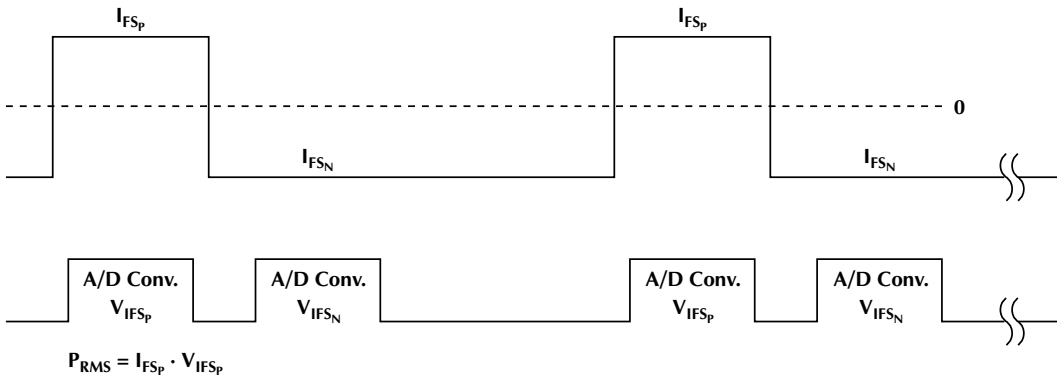 I_FS_P I_FS_P
0
I_FS_N I_FS_N
A/D Conv. A/D Conv. A/D Conv. A/D Conv.
V_IFS_P V_IFS_N V_IFS_P V_IFS_N
P_RMS = I_FS_P · V_IFS_P